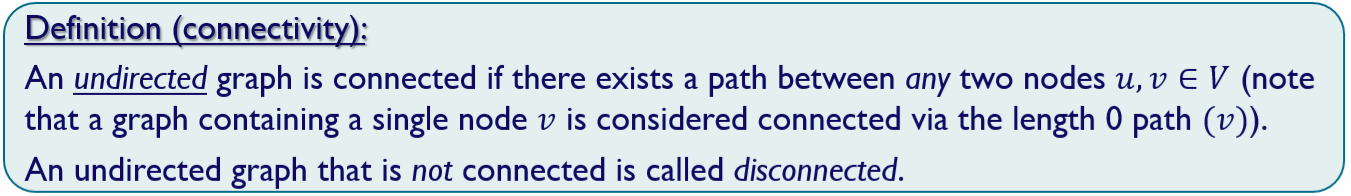 Definition (connectivity):
An undirected graph is connected if there exists a path between any two nodes 𝑢, 𝑣 ∈ 𝑉 (note
that a graph containing a single node 𝑣 is considered connected via the length 0 path (𝑣)).
An undirected graph that is not connected is called disconnected.